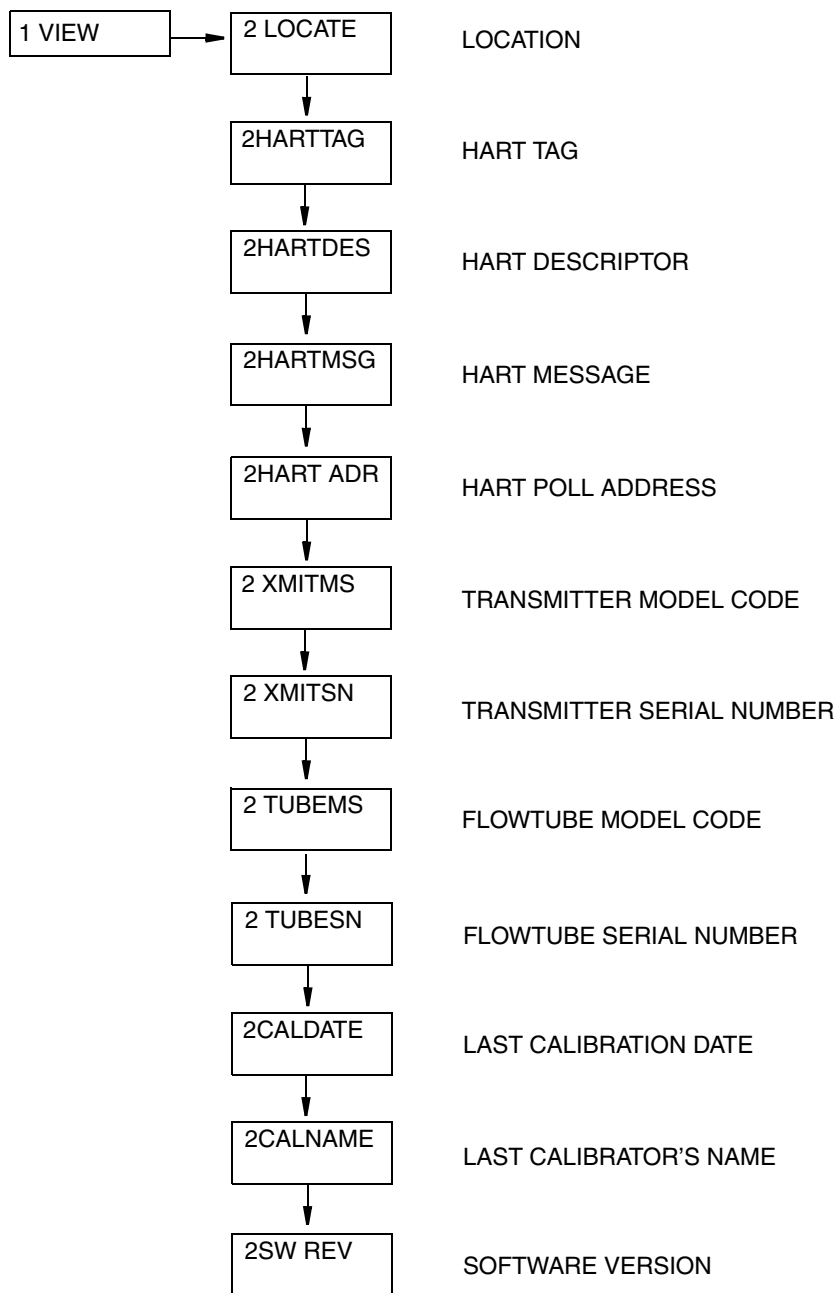 1 VIEW
2 LOCATE
LOCATION
2HARTTAG
HART TAG
2HARTDES
HART DESCRIPTOR
2HARTMSG
HART MESSAGE
2HART ADR
HART POLL ADDRESS
2 XMITMS
TRANSMITTER MODEL CODE
2 XMITSN
TRANSMITTER SERIAL NUMBER
2 TUBEMS
FLOWTUBE MODEL CODE
2 TUBESN
FLOWTUBE SERIAL NUMBER
2CALDATE
LAST CALIBRATION DATE
2CALNAME
LAST CALIBRATOR’S NAME
2SW REV
SOFTWARE VERSION